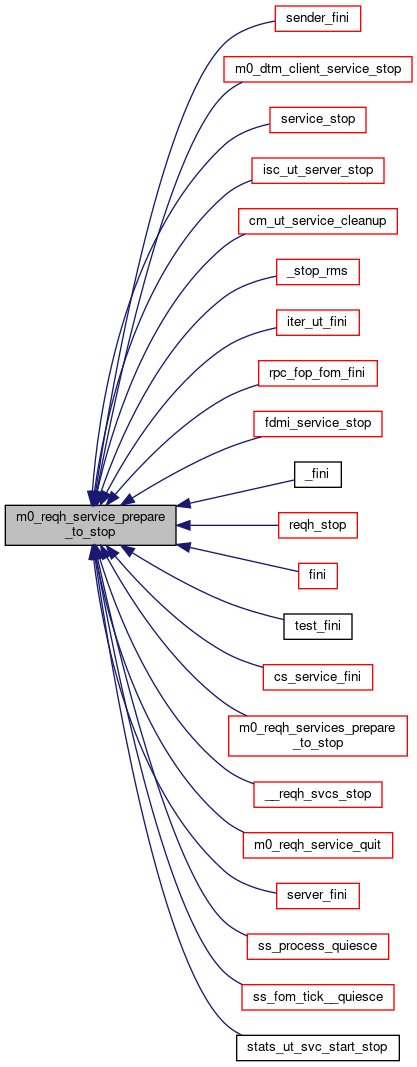 sender_fini
m0_dtm_client_service_stop
service_stop
isc_ut_server_stop
cm_ut_service_cleanup
_stop_rms
iter_ut_fini
rpc_fop_fom_fini
fdmi_service_stop
_fini
m0_reqh_service_prepare
_to_stop
reqh_stop
fini
test_fini
cs_service_fini
m0_reqh_services_prepare
_to_stop
__reqh_svcs_stop
m0_reqh_service_quit
server_fini
ss_process_quiesce
ss_fom_tick__quiesce
stats_ut_svc_start_stop